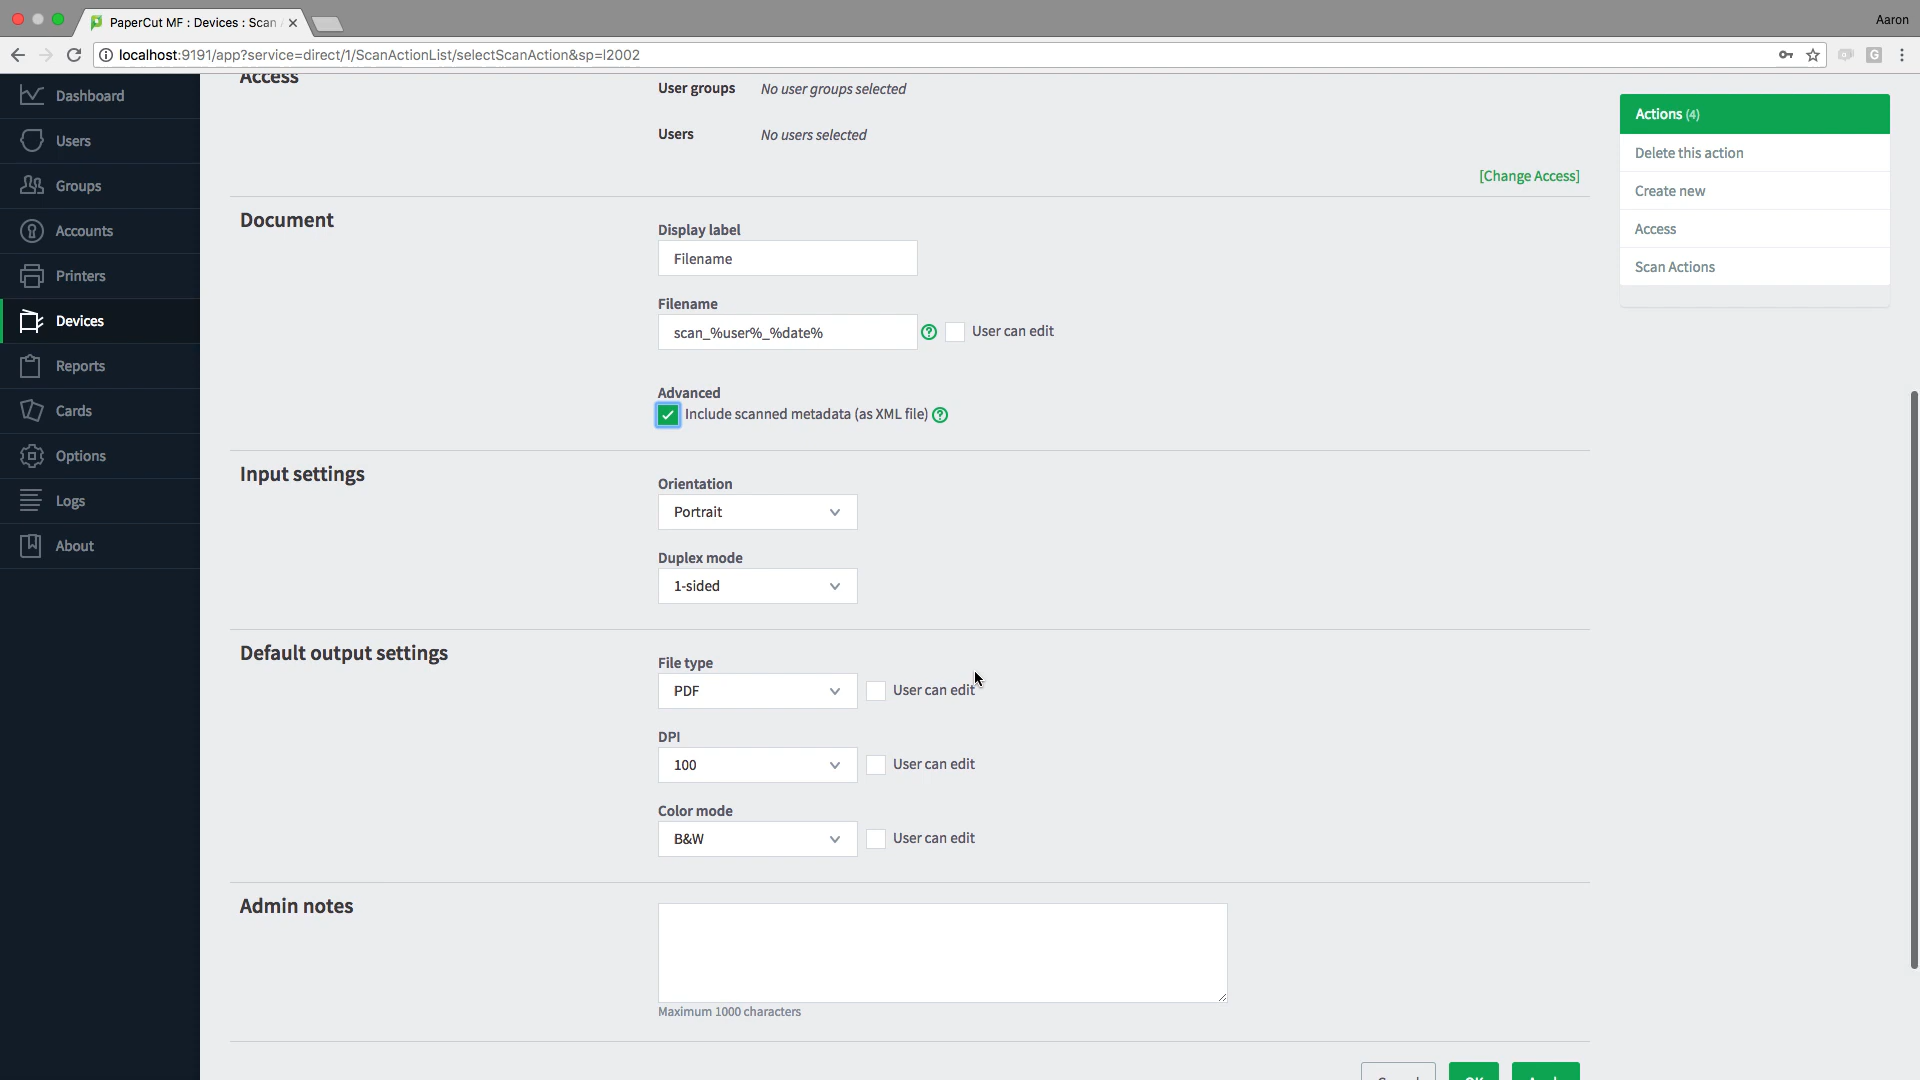 PaperCut MF : Devices : Scan
Aaron
localhost:9191/app?service=direct/1/ScanActionList/selectScanAction&sp=l2002
G
Dashboard
Users
Groups
Accounts
Printers
Devices
Reports
Cards
Options
Logs
About
Access
User groups No user groups selected
Users No users selected
[Change Access]
Document
Display label
Filename
Filename
scan_%user%_%date%
? User can edit
Advanced
Include scanned metadata (as XML file) ?
Input settings
Orientation
Portrait
Duplex mode
1-sided
Default output settings
File type
PDF
User can edit
DPI
100
User can edit
Color mode
B&W
User can edit
Admin notes
Maximum 1000 characters
Actions (4)
Delete this action
Create new
Access
Scan Actions